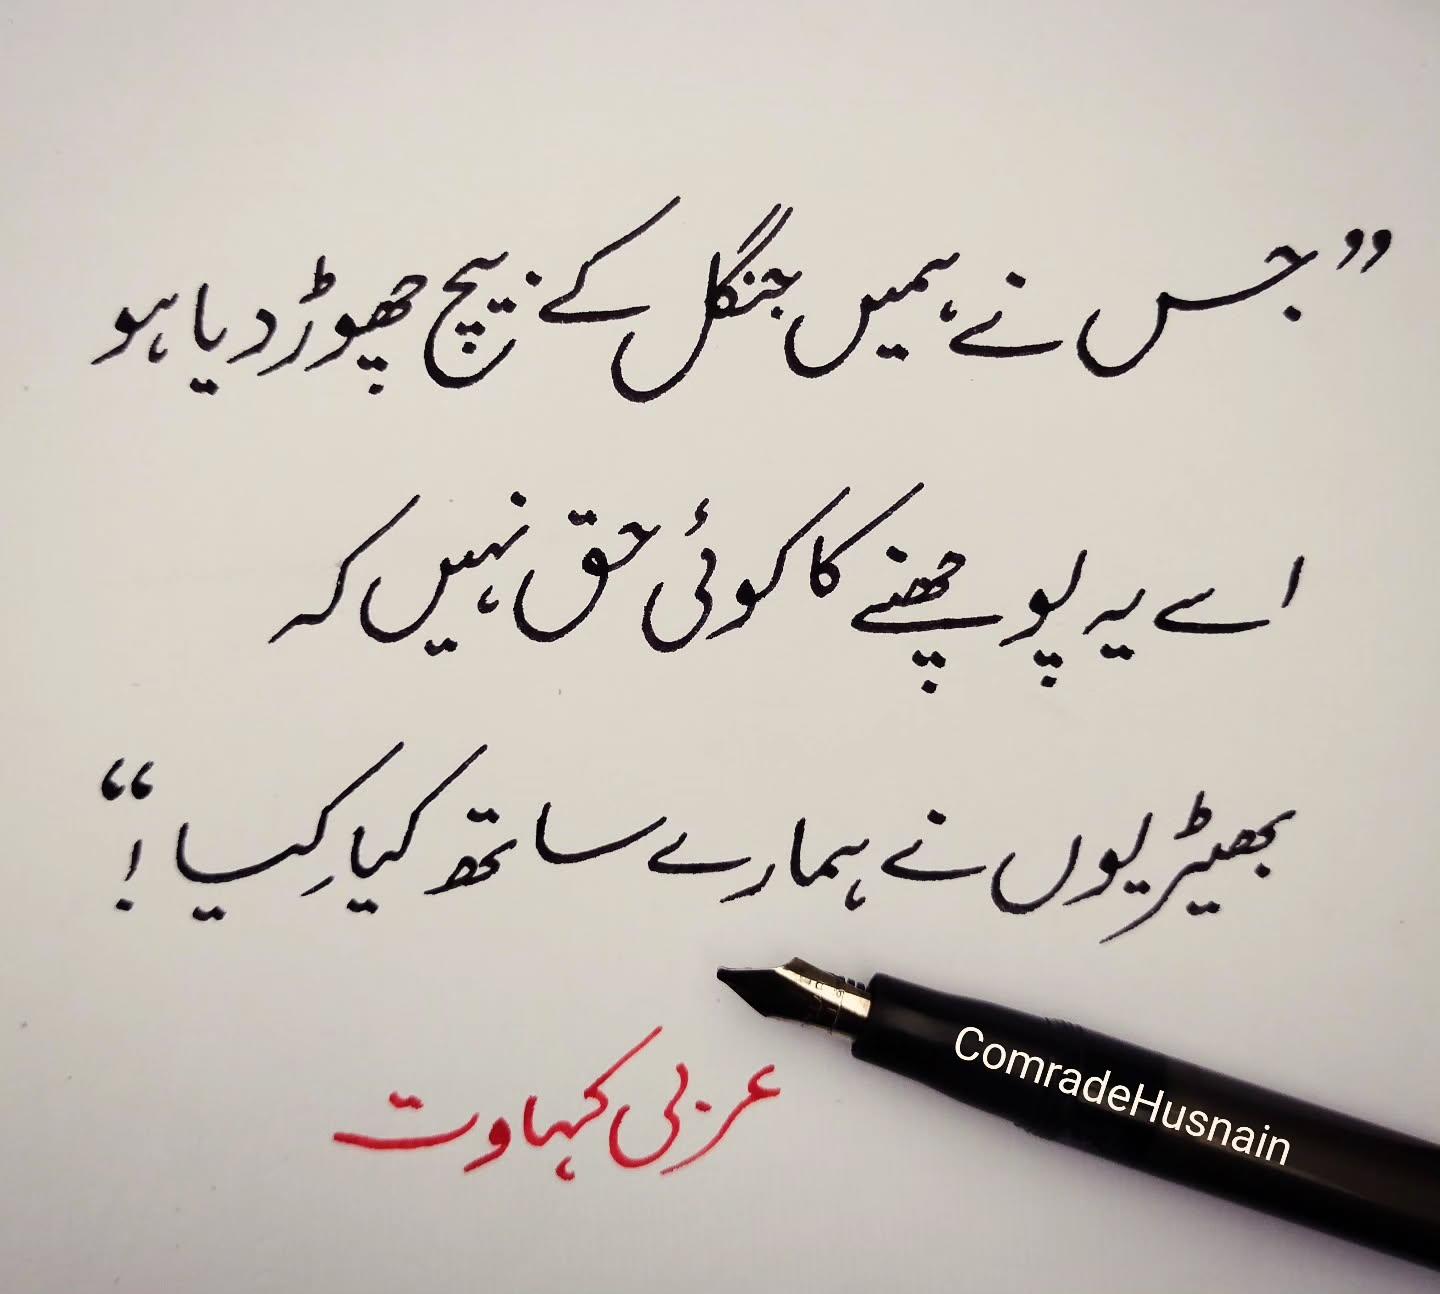 ”جس نے ہمیں جنگل کے بیچ چھوڑ دیا ہو
اسے یہ پوچھنے کا کوئی حق نہیں کہ
بھیڑیوں نے ہمارے ساتھ کیا کِیا !“
عربی کہاوت
ComradeHusnain